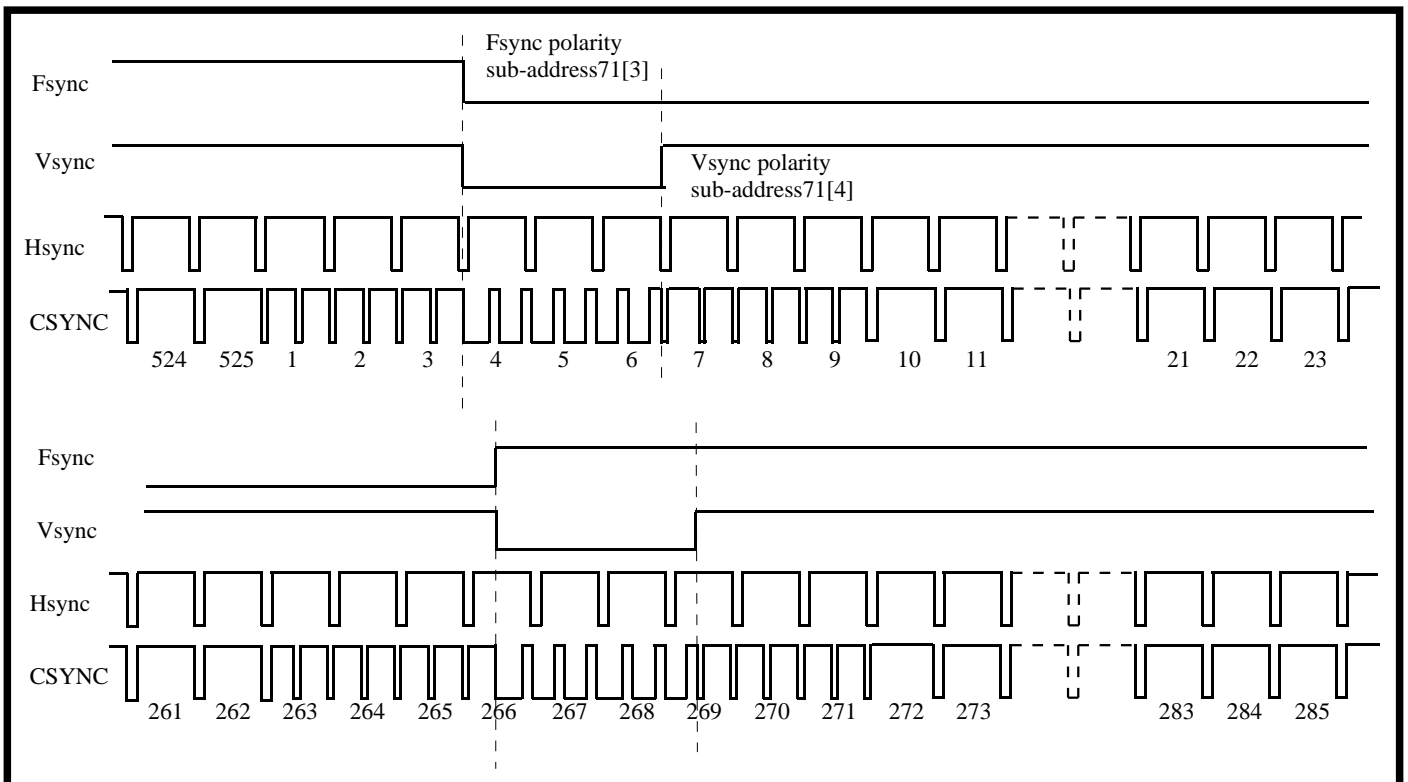 Fsync polarity
sub-address71[3]
Fsync
Vsync
Vsync polarity
sub-address71[4]
Hsync
CSYNC
524 525 1 2 3 4 5 6 7 8 9 10 11 21 22 23
Fsync
Vsync
Hsync
CSYNC
261 262 263 264 265 266 267 268 269 270 271 272 273 283 284 285